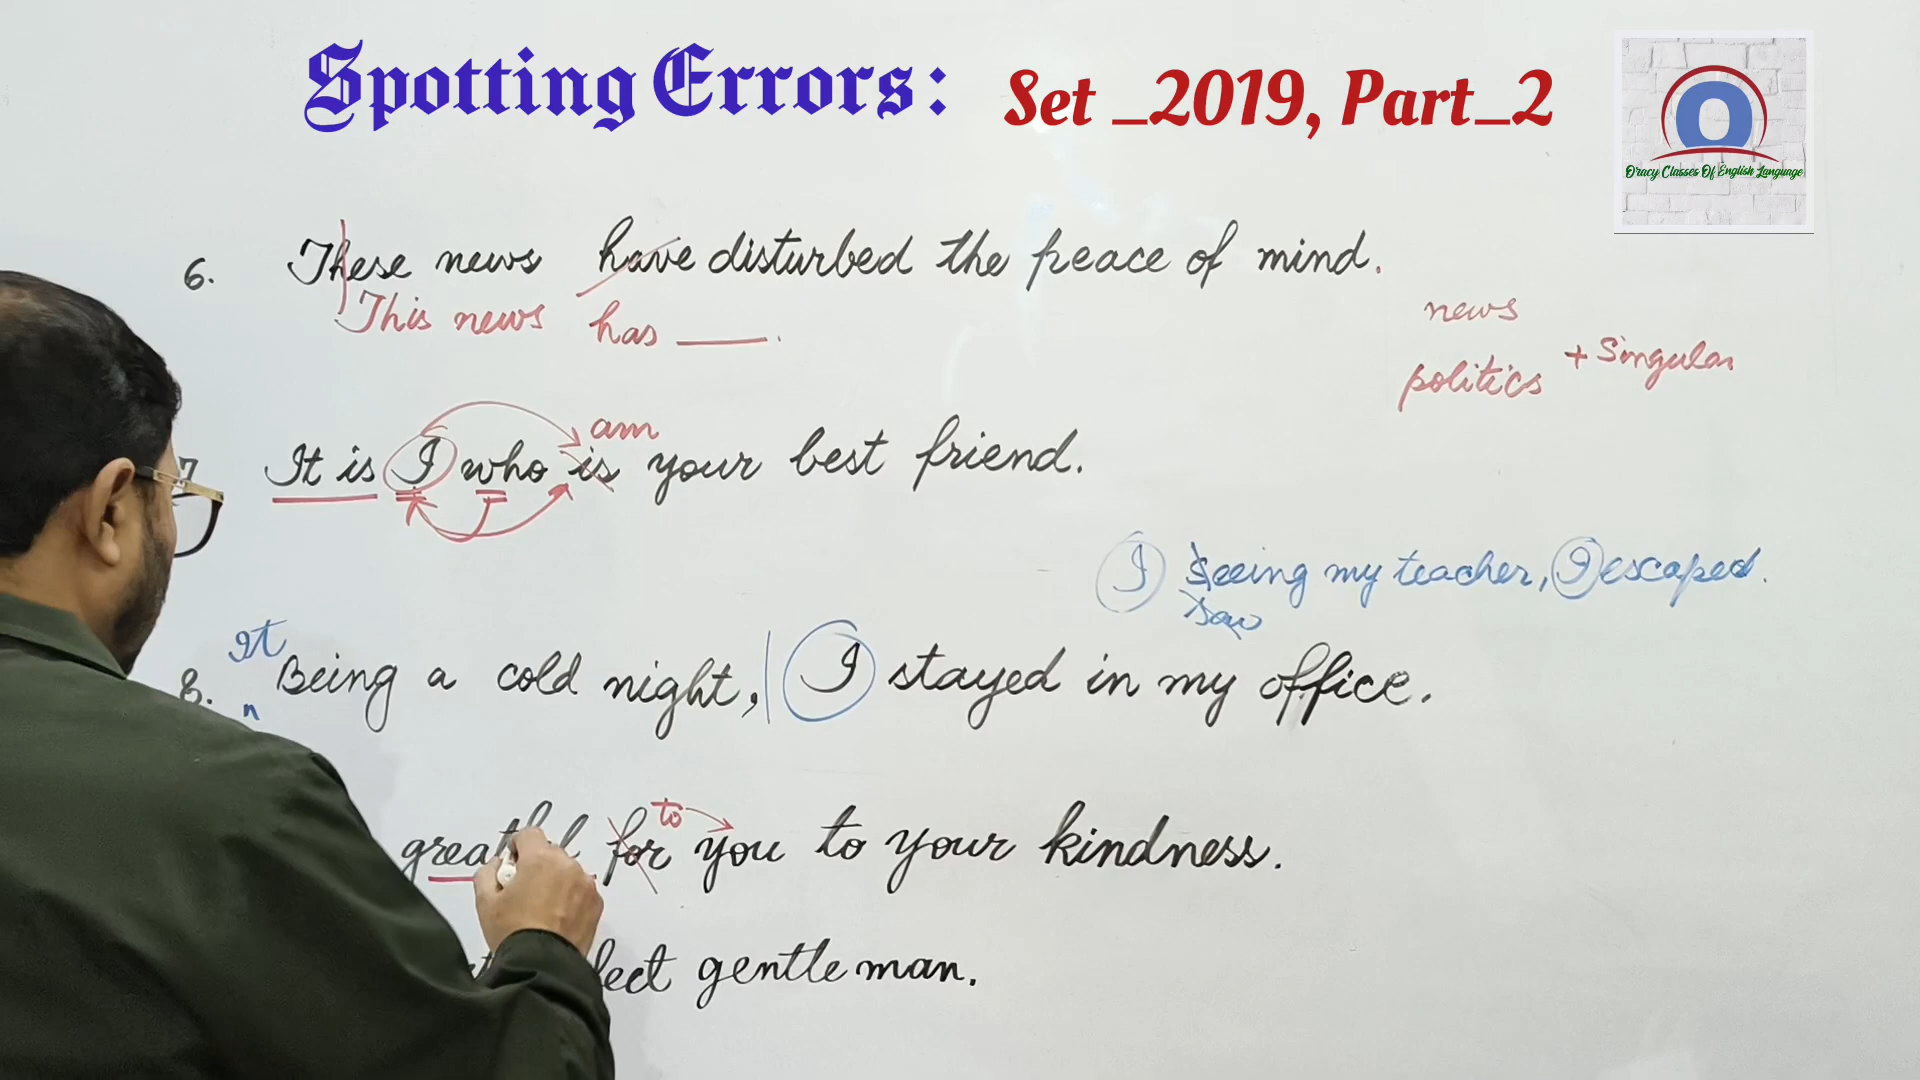 Spotting Errors: Set _2019, Part_2
O'racy Classes Of English Language
6. These news have disturbed the peace of mind.
This news has ___.
news
politics + Singular
am
7 It is I who is your best friend.
I Seeing my teacher, I escaped.
Saw
It
8. Being a cold night, I stayed in my office.
n
to
for you to your kindness.
gentleman.